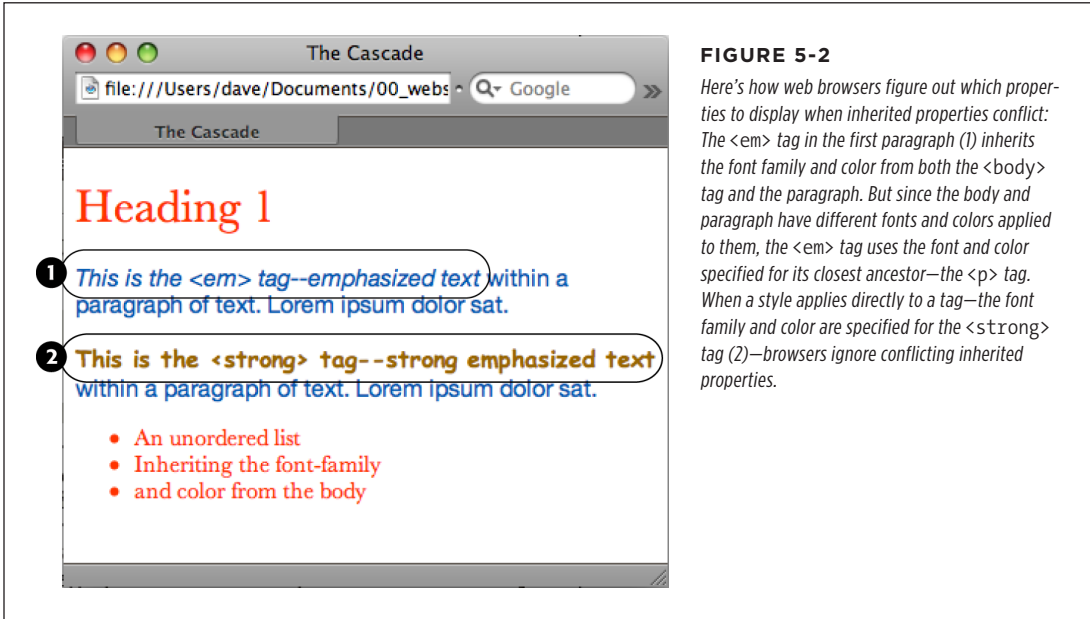 The Cascade
file:///Users/dave/Documents/00_webs
Google
The Cascade
Heading 1
1
This is the <em> tag--emphasized text within a
paragraph of text. Lorem ipsum dolor sat.
2
This is the <strong> tag--strong emphasized text
within a paragraph of text. Lorem ipsum dolor sat.
• An unordered list
• Inheriting the font-family
• and color from the body
FIGURE 5-2
Here's how web browsers figure out which proper-
ties to display when inherited properties conflict:
The <em> tag in the first paragraph (1) inherits
the font family and color from both the <body>
tag and the paragraph. But since the body and
paragraph have different fonts and colors applied
to them, the <em> tag uses the font and color
specified for its closest ancestor—the <p> tag.
When a style applies directly to a tag—the font
family and color are specified for the <strong>
tag (2)—browsers ignore conflicting inherited
properties.